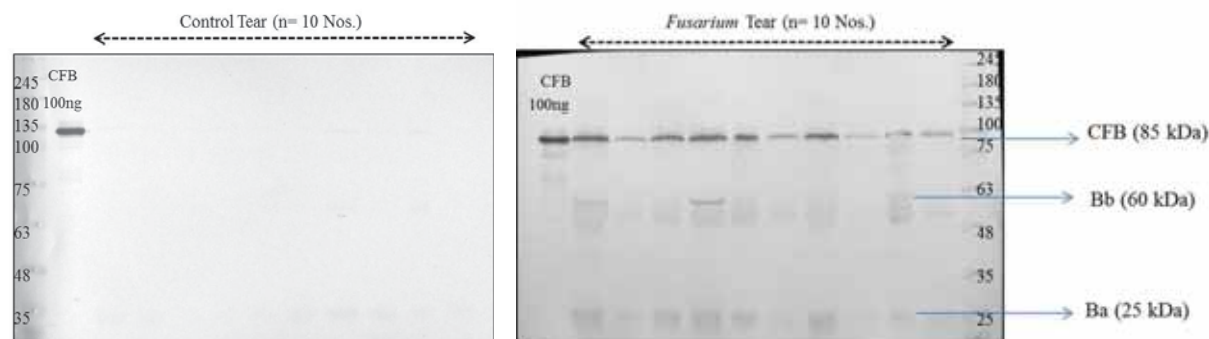 Control Tear (n= 10 Nos.)
CFB
100ng
245
180
135
100
75
63
48
35
Fusarium Tear (n= 10 Nos.)
CFB
100ng
245
180
135
100
75
63
48
35
25
CFB (85 kDa)
Bb (60 kDa)
Ba (25 kDa)